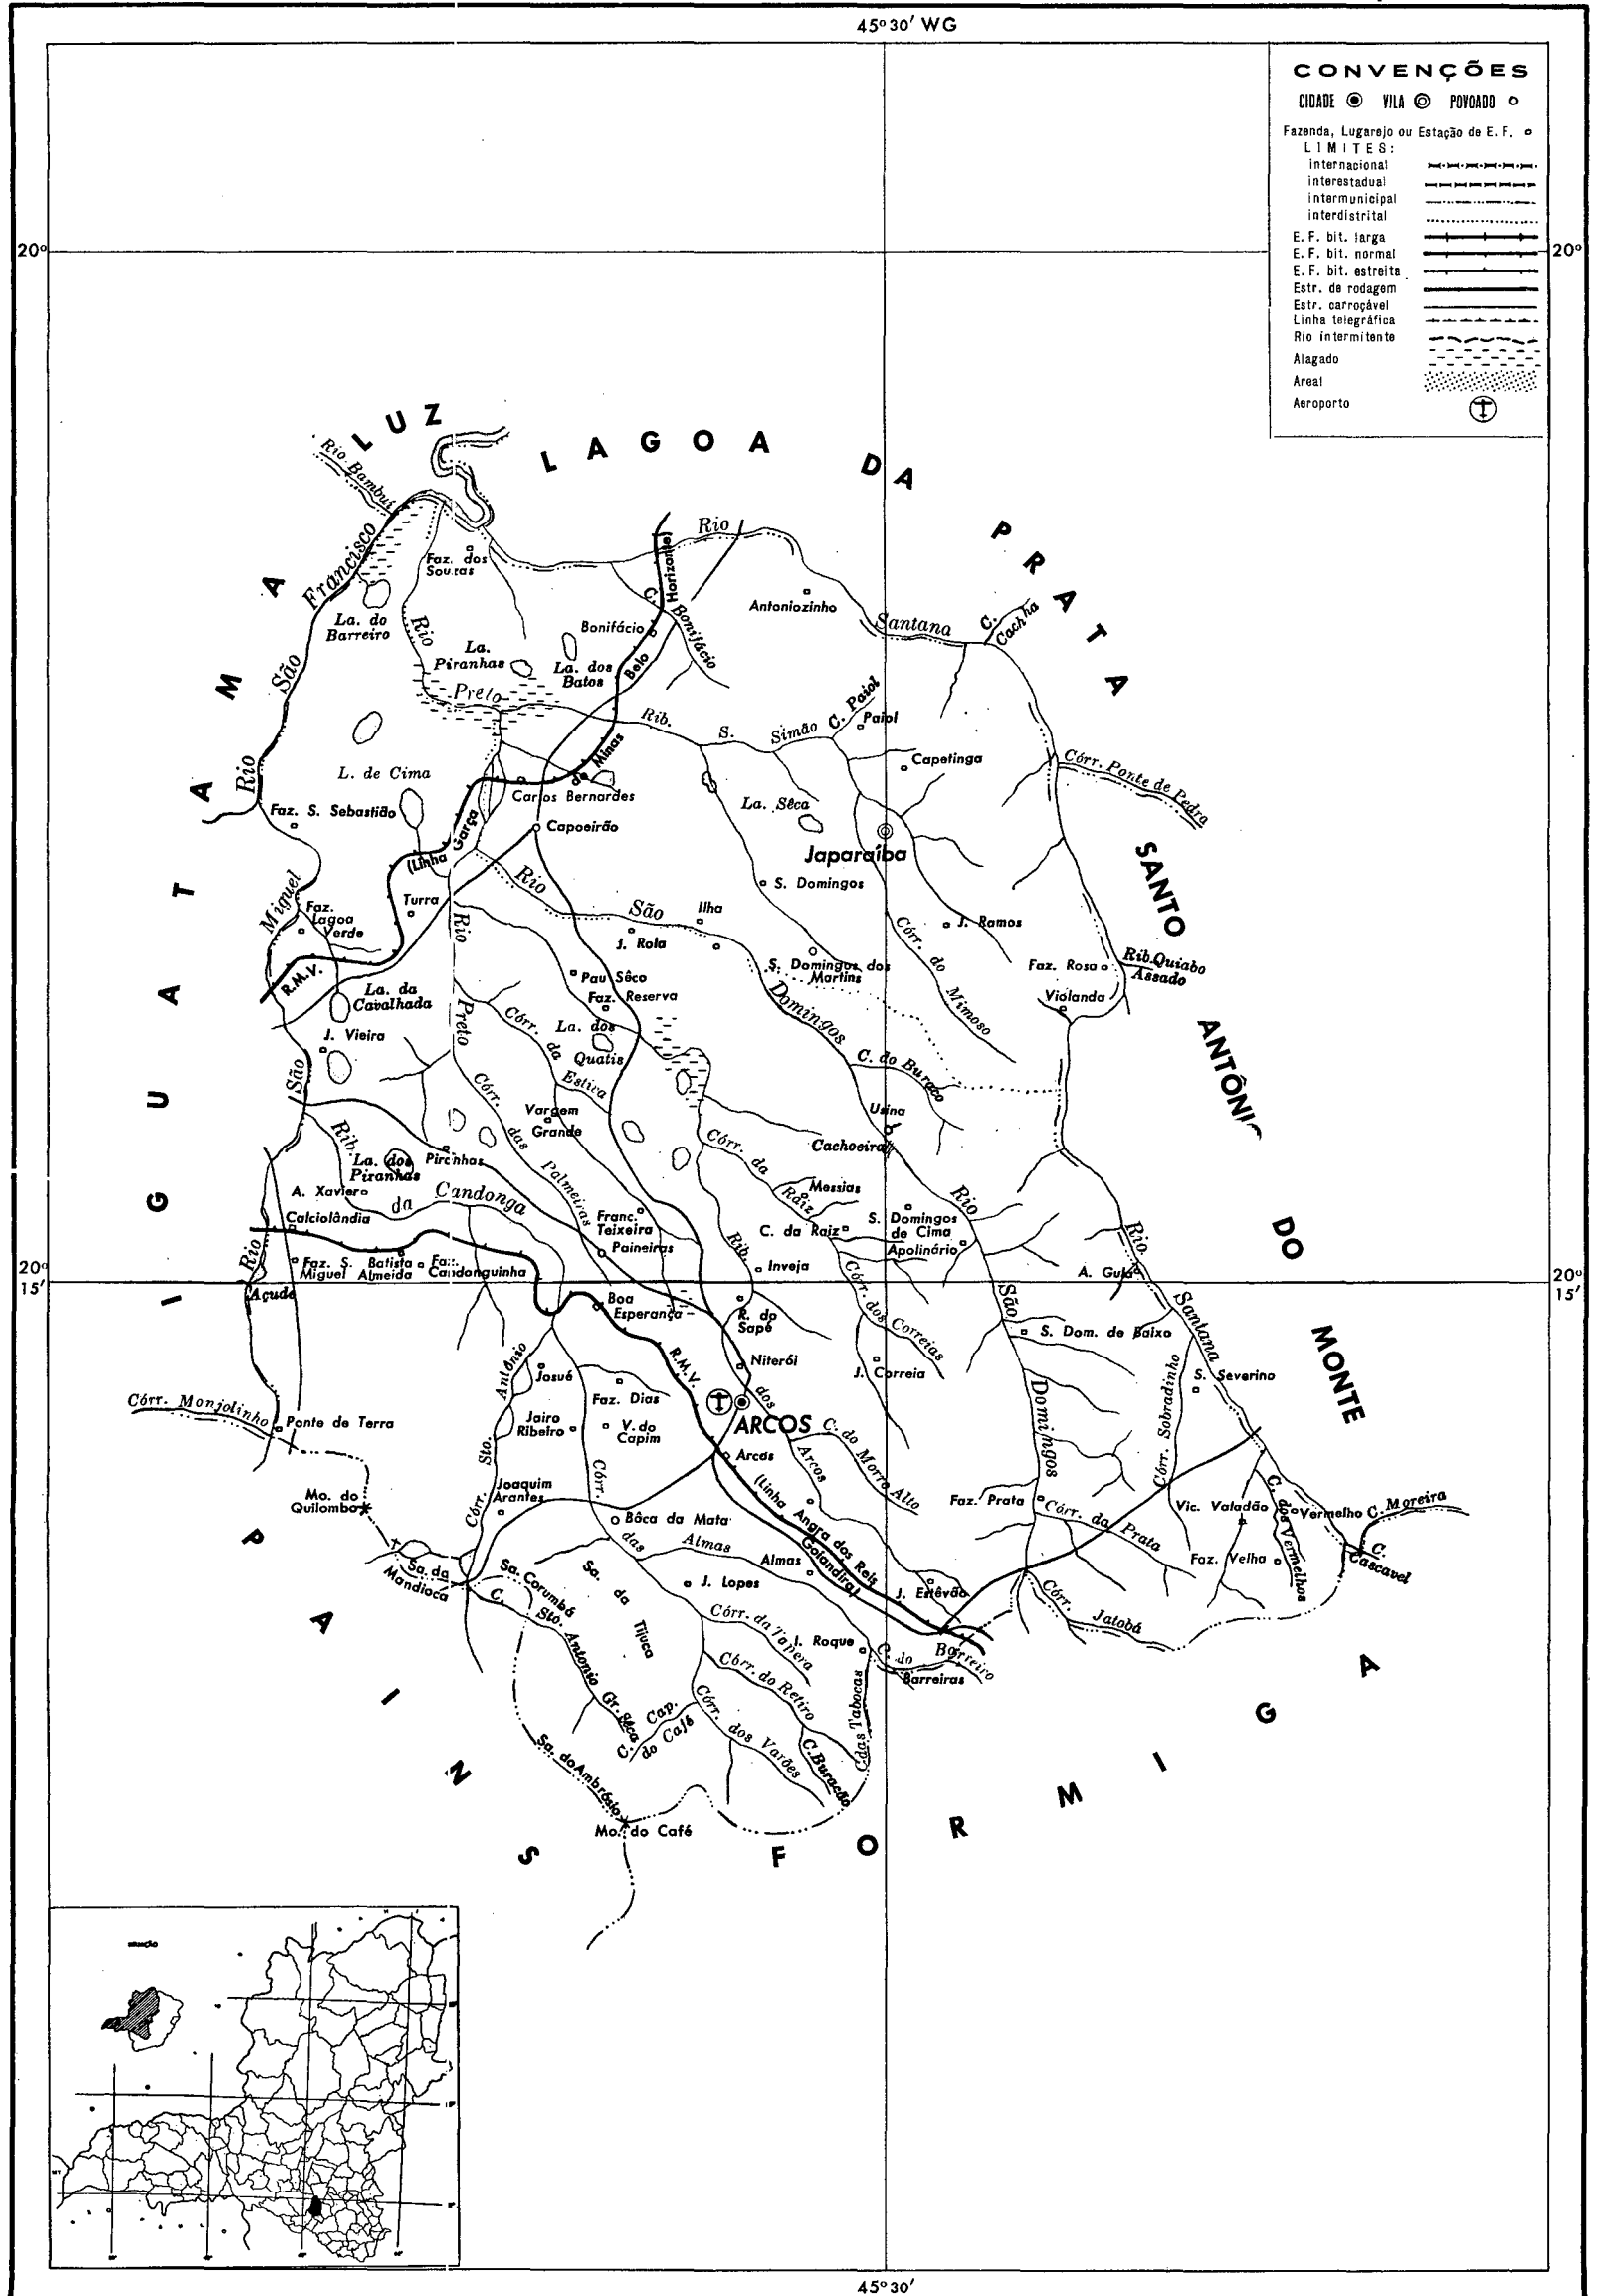 45° 30′ WG
CONVENÇÕES
CIDADE VILA POVOADO
Fazenda, Lugarejo ou Estação de E. F.
LIMITES:
internacional
interestadual
intermunicipal
interdistrital
E. F. bit. larga
E. F. bit. normal
E. F. bit. estreita
Estr. de rodagem
Estr. carroçável
Linha telegráfica
Rio intermitente
Alagado
Areal
Aeroporto
20°
20°
LUZ
LAGOA DA PRATA
Rio Bambuí
Rio São Francisco
Faz. dos
Souzas
La. do
Barreiro
Rio Preto
La.
Piranhas
La. dos
Batos
Bonifácio
C. Bonifácio
Belo Horizonte)
Rio Santana
Antoniozinho
C. Cachha
IGUATAMA
L. de Cima
Faz. S. Sebastião
Rib. S. Simão
C. Paiol
Paiol
Capetinga
Córr. Ponte de Pedra
de Minas
Carlos Bernardes
Capoeirão
(Linha Garça
La. Sêca
Japaraíba
SANTO ANTÔNIO DO MONTE
S. Domingos
Miguel
Faz.
Lagoa
Verde
Turra
Rio São Domingos
Ilha
J. Rola
Córr. do Mimoso
J. Ramos
R.M.V.
La. da
Cavalhada
Rio Preto
Pau Sêco
Faz. Reserva
S. Domingos dos
Martins
Faz. Rosa
Rib. Quiabo
Assado
Violanda
J. Vieira
São
Córr. da Estiva
La. dos
Quatis
C. do Buraco
Vargem
Grande
Córr. das Palmeiras
Usina
Cachoeira
Rib. da Candonga
La. dos
Piranhas
Piranhas
Córr. da Raiz
Messias
A. Xavier
Calciolândia
Franc.
Teixeira
Paineiras
C. da Raiz
S. Domingos
de Cima
Apolinário
Rio São Domingos
Rio Santana
Rio
Faz. S.
Miguel
Batista
Almeida
Faz.
Candonguinha
Rib. dos Arcos
Inveja
A. Guia
20°
15′
20°
15′
Açude
Boa
Esperança
R. do
Sapé
Córr. dos Correias
S. Dom. de Baixo
Niterói
J. Correia
S. Severino
Córr. Sobradinho
R.M.V.
Córr. Sto. Antônio
Josué
Faz. Dias
Jairo
Ribeiro
V. do
Capim
Córr. Monjolinho
Ponte de Terra
ARCOS
Arcos
C. do Morro Alto
Mo. do
Quilombo
Joaquim
Arantes
(Linha Angra dos Reis
Golandira)
Faz. Prata
Córr. da Prata
Vic. Valadão
C. dos Vermelhos
Vermelho
C. Moreira
Bôca da Mata
Córr. das Almas
Almas
Faz. Velha
C.
Cascavel
Sa. da
Mandioca
Sa. Corumbá
Sa. da Tijuca
J. Lopes
J. Estêvão
Córr. Jatobá
C. Sto. Antonio
Gr. Sêca
Córr. da Tapera
J. Roque
C. do Barreiro
Barreiras
Córr. do Retiro
C. das Tabocas
Cap.
C. do Café
Córr. dos Varões
C. Buracão
Sa. do Ambrósio
Mo. do Café
PAINS
FORMIGA
45° 30′